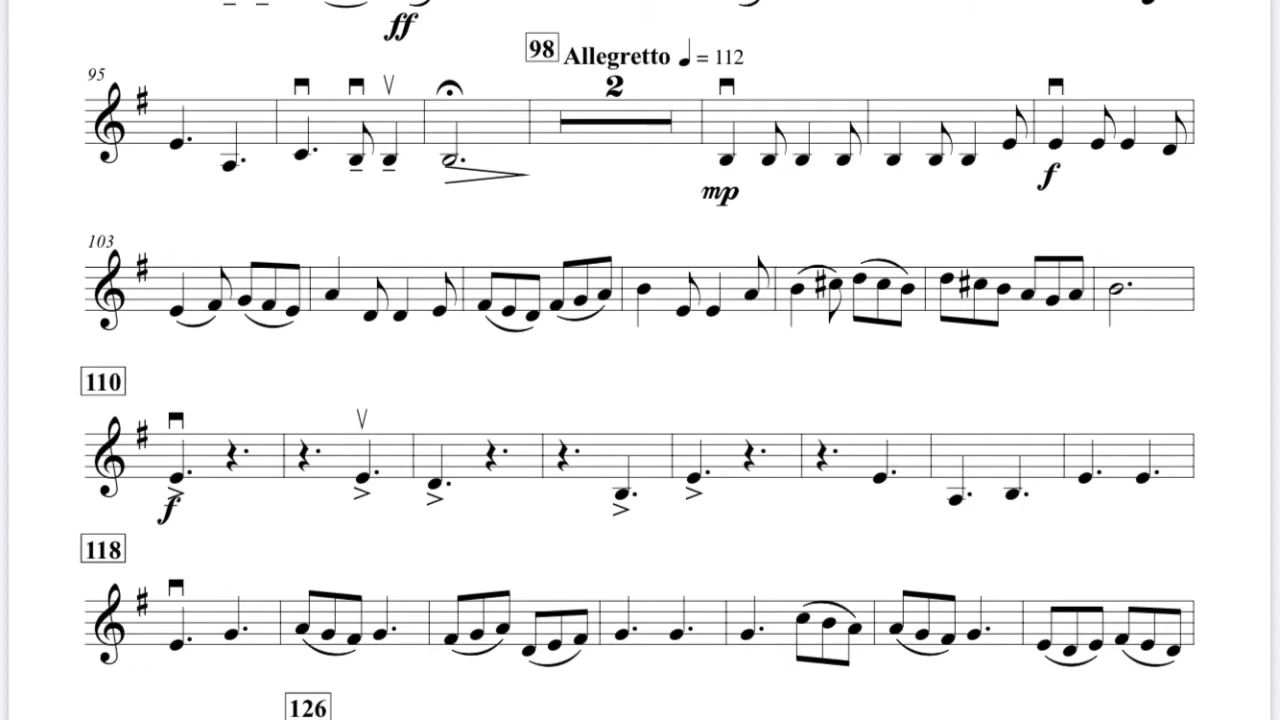 ff
98 Allegretto ♩ = 112
95
2
mp
f
103
110
f
118
126